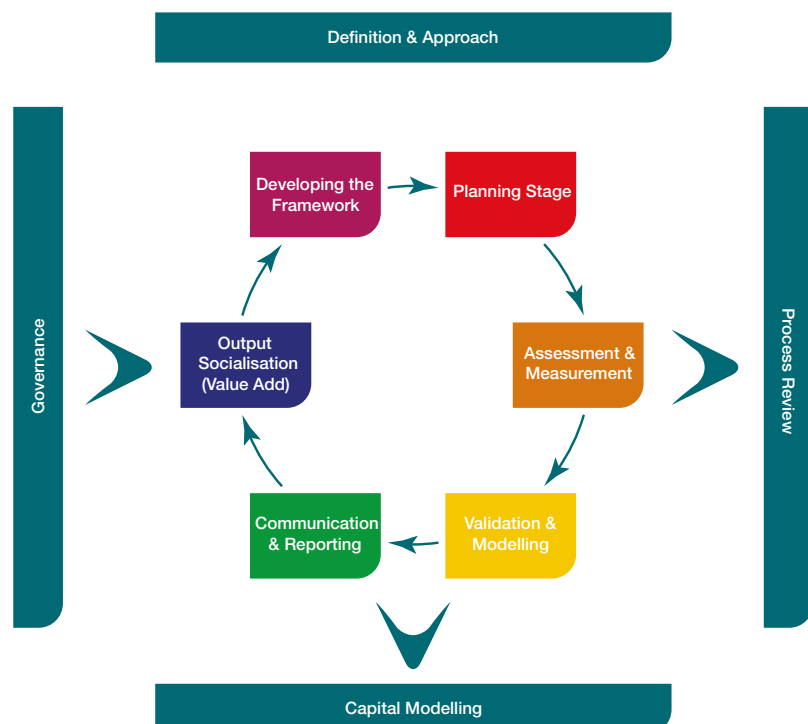 Definition & Approach
Governance
Developing the
Framework
Planning Stage
Output
Socialisation
(Value Add)
Assessment &
Measurement
Process Review
Communication
& Reporting
Validation &
Modelling
Capital Modelling